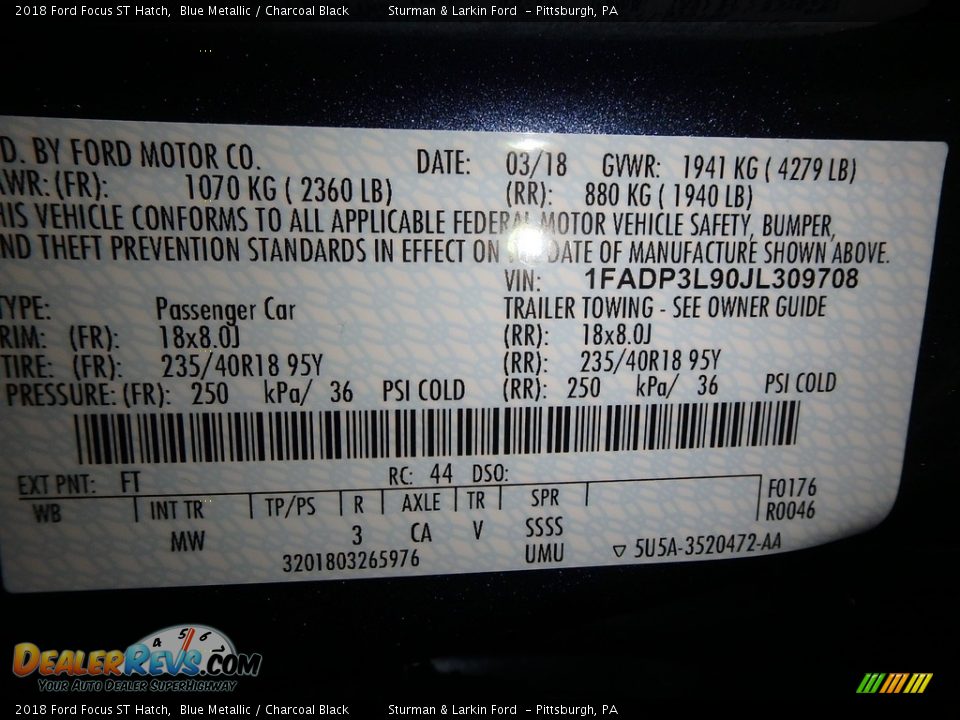 2018 Ford Focus ST Hatch, Blue Metallic / Charcoal Black Sturman & Larkin Ford - Pittsburgh, PA
D. BY FORD MOTOR CO. DATE: 03/18 GVWR: 1941 KG ( 4279 LB)
AWR: (FR): 1070 KG ( 2360 LB) (RR): 880 KG ( 1940 LB)
HIS VEHICLE CONFORMS TO ALL APPLICABLE FEDERAL MOTOR VEHICLE SAFETY, BUMPER,
ND THEFT PREVENTION STANDARDS IN EFFECT ON DATE OF MANUFACTURE SHOWN ABOVE.
VIN: 1FADP3L90JL309708
TYPE: Passenger Car TRAILER TOWING - SEE OWNER GUIDE
RIM: (FR): 18x8.0J (RR): 18x8.0J
TIRE: (FR): 235/40R18 95Y (RR): 235/40R18 95Y
PRESSURE: (FR): 250 kPa/ 36 PSI COLD (RR): 250 kPa/ 36 PSI COLD
EXT PNT: FT RC: 44 DSO:
WB INT TR TP/PS R AXLE TR SPR F0176
R0046
MW 3 CA V SSSS
3201803265976 UMU ▽ 5U5A-3520472-AA
4 5 6
DEALERREVS.COM
YOUR AUTO DEALER SUPERHIGHWAY
2018 Ford Focus ST Hatch, Blue Metallic / Charcoal Black Sturman & Larkin Ford - Pittsburgh, PA